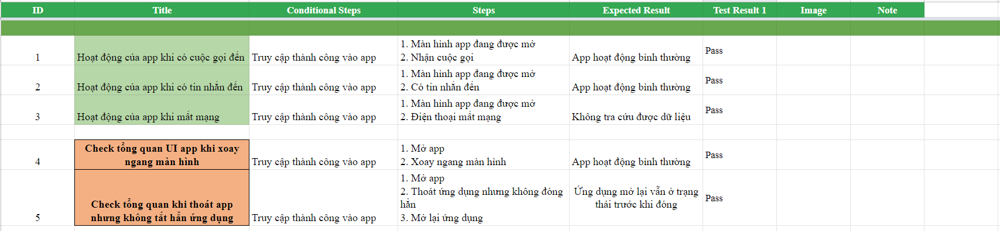 ID Title Conditional Steps Steps Expected Result Test Result 1 Image Note
1 Hoạt động của app khi có cuộc gọi đến Truy cập thành công vào app 1. Màn hình app đang được mở
2. Nhận cuộc gọi App hoạt động bình thường Pass
2 Hoạt động của app khi có tin nhắn đến Truy cập thành công vào app 1. Màn hình app đang được mở
2. Có tin nhắn đến App hoạt động bình thường Pass
3 Hoạt động của app khi mất mạng Truy cập thành công vào app 1. Màn hình app đang được mở
2. Điện thoại mất mạng Không tra cứu được dữ liệu Pass
4 Check tổng quan UI app khi xoay
ngang màn hình Truy cập thành công vào app 1. Mở app
2. Xoay ngang màn hình App hoạt động bình thường Pass
5 Check tổng quan khi thoát app
nhưng không tắt hẳn ứng dụng Truy cập thành công vào app 1. Mở app
2. Thoát ứng dụng nhưng không đóng
hẳn
3. Mở lại ứng dụng Ứng dụng mở lại vẫn ở trạng
thái trước khi đóng Pass